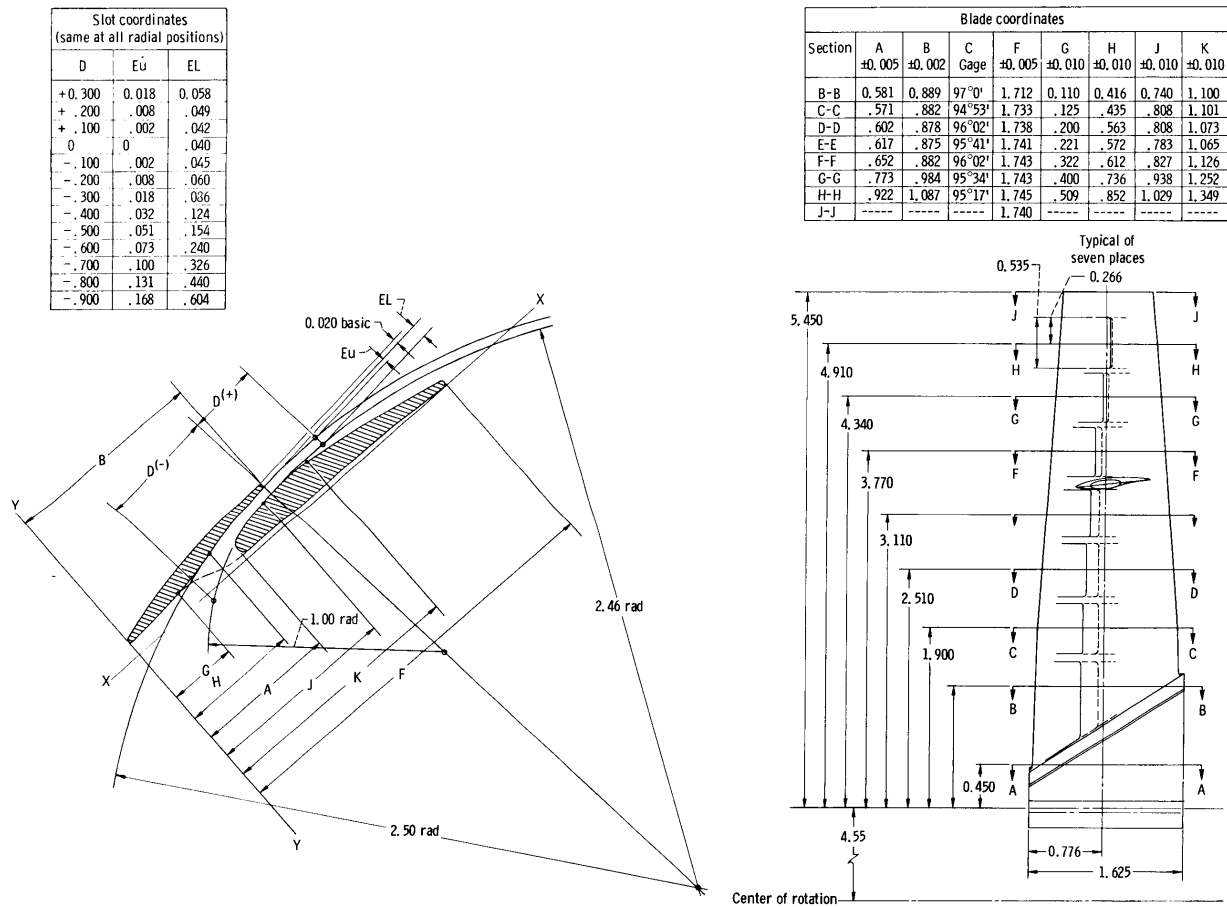 Slot coordinates
(same at all radial positions)
D Eu EL
+0.300 0.018 0.058
+ .200 .008 .049
+ .100 .002 .042
0 0 .040
-.100 .002 .045
-.200 .008 .060
-.300 .018 .086
-.400 .032 .124
-.500 .051 .154
-.600 .073 .240
-.700 .100 .326
-.800 .131 .440
-.900 .168 .604
Blade coordinates
Section A B C F G H J K
±0.005 ±0.002 Gage ±0.005 ±0.010 ±0.010 ±0.010 ±0.010
B-B 0.581 0.889 97°0' 1.712 0.110 0.416 0.740 1.100
C-C .571 .882 94°53' 1.733 .125 .435 .808 1.101
D-D .602 .878 96°02' 1.738 .200 .563 .808 1.073
E-E .617 .875 95°41' 1.741 .221 .572 .783 1.065
F-F .652 .882 96°02' 1.743 .322 .612 .827 1.126
G-G .773 .984 95°34' 1.743 .400 .736 .938 1.252
H-H .922 1.087 95°17' 1.745 .509 .852 1.029 1.349
J-J ----- ----- ----- 1.740 ----- ----- ----- -----
EL
0.020 basic
Eu
X
D(+)
B
D(-)
Y
2.46 rad
1.00 rad
X
G
H
A
J
K
F
Y
2.50 rad
Typical of
seven places
0.535
0.266
5.450
J J
4.910
H H
4.340
G G
3.770
F F
3.110
2.510
D D
1.900
C C
B B
0.450
A A
4.55
0.776
1.625
Center of rotation